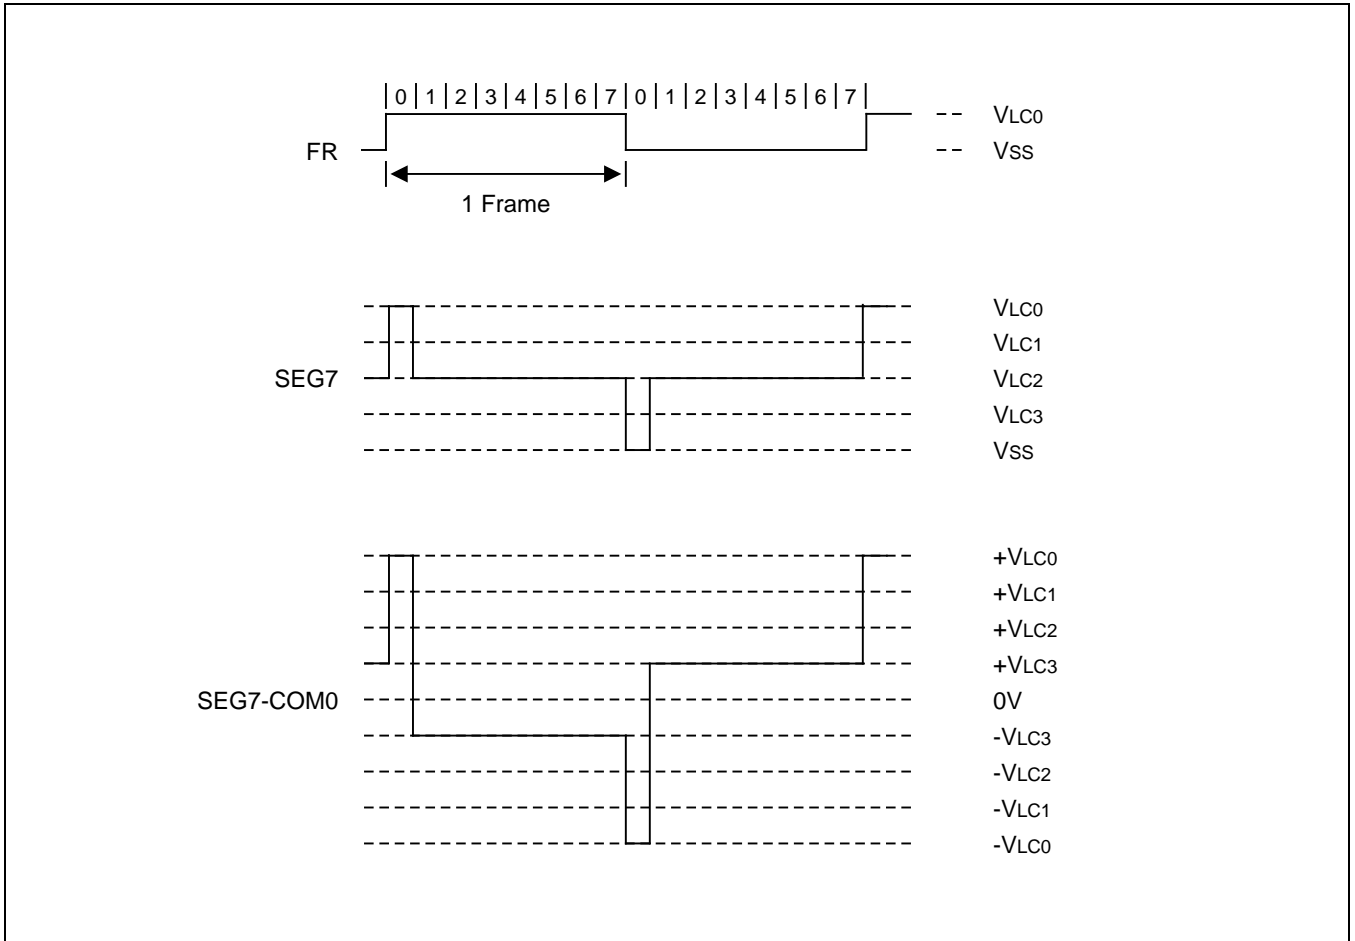 0 1 2 3 4 5 6 7 0 1 2 3 4 5 6 7
VLC0
FR
VSS
1 Frame
VLC0
VLC1
SEG7
VLC2
VLC3
VSS
+VLC0
+VLC1
+VLC2
+VLC3
SEG7-COM0
0V
-VLC3
-VLC2
-VLC1
-VLC0